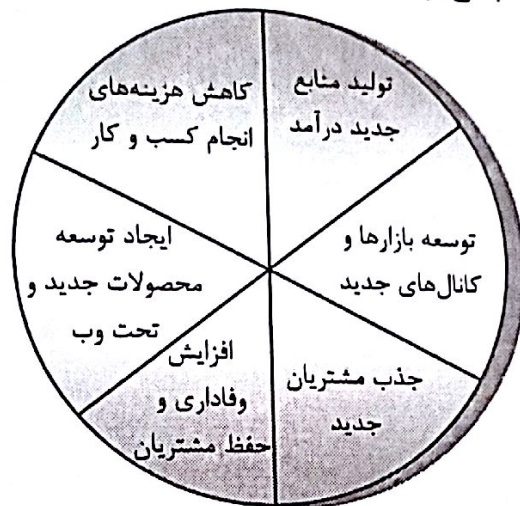 تولید منابع
جدید درآمد
توسعه بازارها و
کانال‌های جدید
جذب مشتریان
جدید
افزایش
وفاداری و
حفظ مشتریان
ایجاد توسعه
محصولات جدید و
تحت وب
کاهش هزینه‌های
انجام کسب و کار